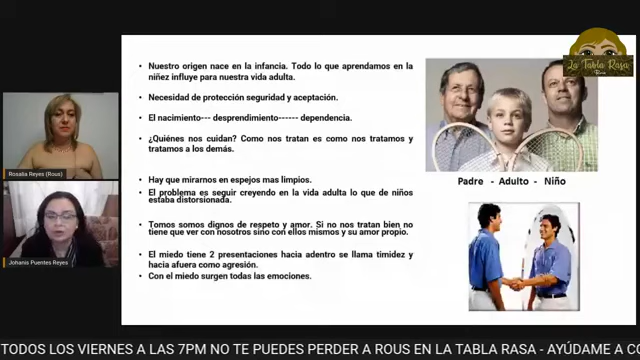 La Tabla Rasa
Rous
• Nuestro origen nace en la infancia. Todo lo que aprendamos en la
niñez influye para nuestra vida adulta.
• Necesidad de protección seguridad y aceptación.
• El nacimiento--- desprendimiento------ dependencia.
• ¿Quiénes nos cuidan? Como nos tratan es como nos tratamos y
tratamos a los demás.
• Hay que mirarnos en espejos mas limpios.
• El problema es seguir creyendo en la vida adulta lo que de niños
estaba distorsionada.
• Tomos somos dignos de respeto y amor. Si no nos tratan bien no
tiene que ver con nosotros sino con ellos mismos y su amor propio.
• El miedo tiene 2 presentaciones hacia adentro se llama timidez y
hacia afuera como agresión.
• Con el miedo surgen todas las emociones.
Padre - Adulto - Niño
Rosalia Reyes (Rous)
Johanis Puentes Reyes
TODOS LOS VIERNES A LAS 7PM NO TE PUEDES PERDER A ROUS EN LA TABLA RASA - AYÚDAME A CO